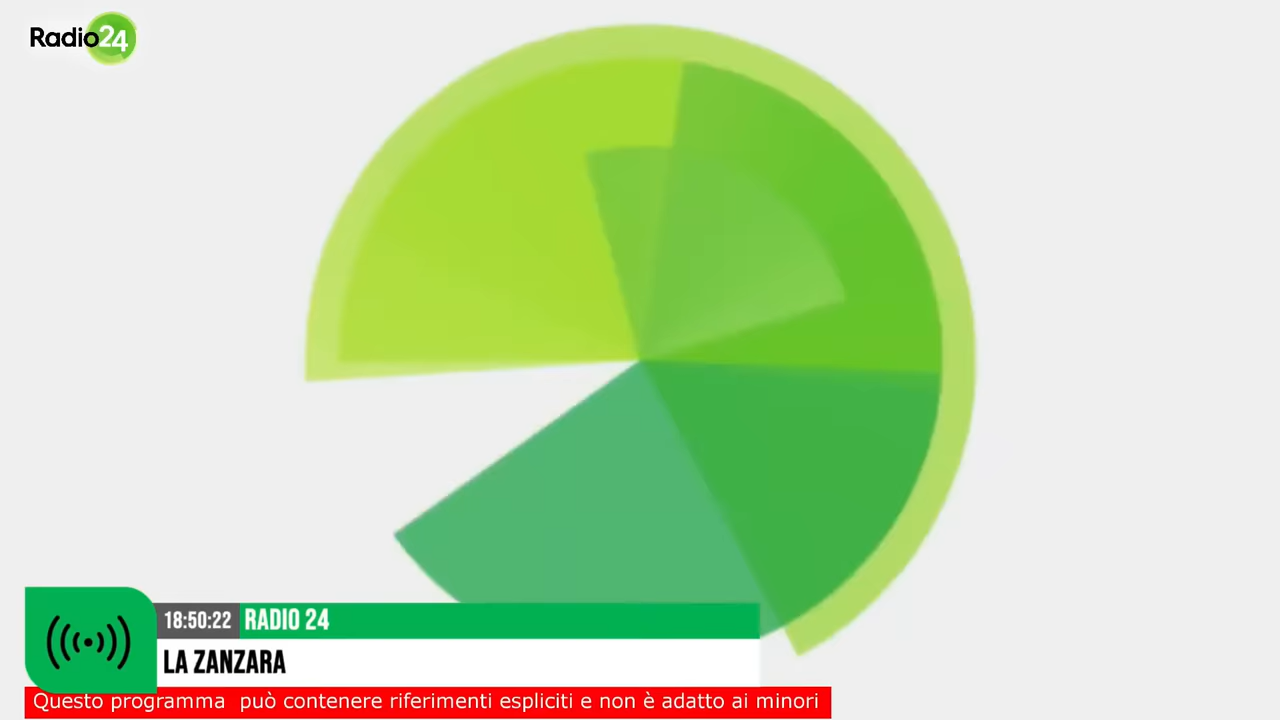 Radio24
18:50:22 RADIO 24
LA ZANZARA
Questo programma  può contenere riferimenti espliciti e non è adatto ai minori